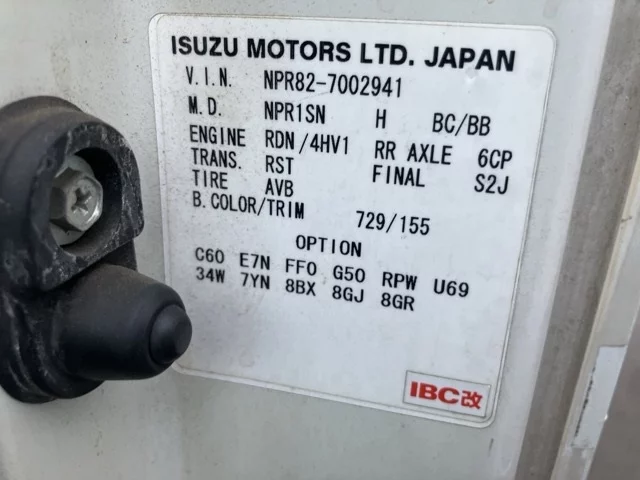 ISUZU MOTORS LTD. JAPAN
V.I.N. NPR82-7002941
M.D. NPR1SN H BC/BB
ENGINE RDN/4HV1 RR AXLE 6CP
TRANS. RST FINAL S2J
TIRE AVB
B.COLOR/TRIM 729/155
OPTION
C60 E7N FF0 G50 RPW U69
34W 7YN 8BX 8GJ 8GR
IBC改